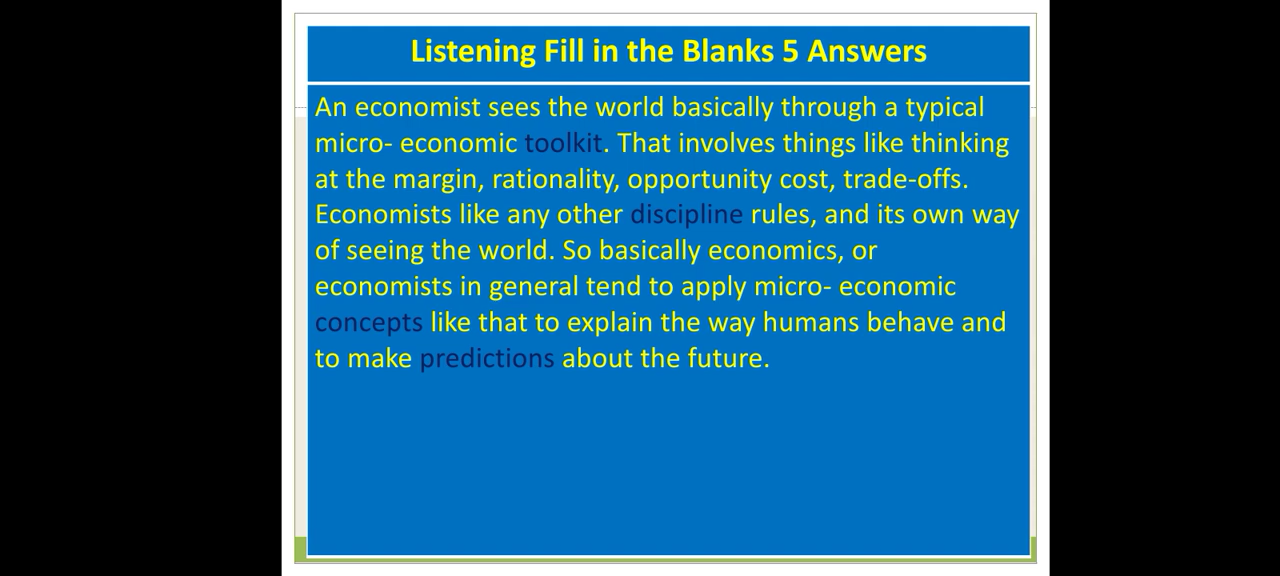 Listening Fill in the Blanks 5 Answers
An economist sees the world basically through a typical
micro- economic toolkit. That involves things like thinking
at the margin, rationality, opportunity cost, trade-offs.
Economists like any other discipline rules, and its own way
of seeing the world. So basically economics, or
economists in general tend to apply micro- economic
concepts like that to explain the way humans behave and
to make predictions about the future.